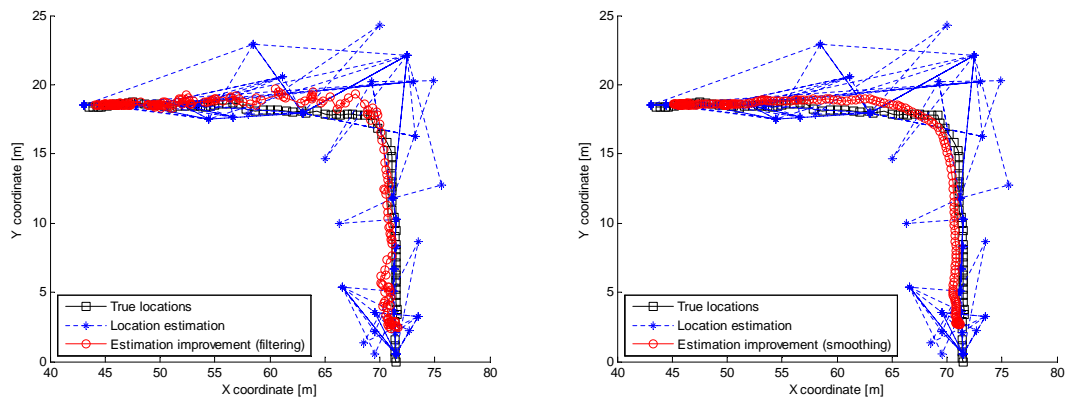 25
20
15
10
5
0
Y coordinate [m]
True locations
Location estimation
Estimation improvement (filtering)
40 45 50 55 60 65 70 75 80
X coordinate [m]
25
20
15
10
5
0
Y coordinate [m]
True locations
Location estimation
Estimation improvement (smoothing)
40 45 50 55 60 65 70 75 80
X coordinate [m]